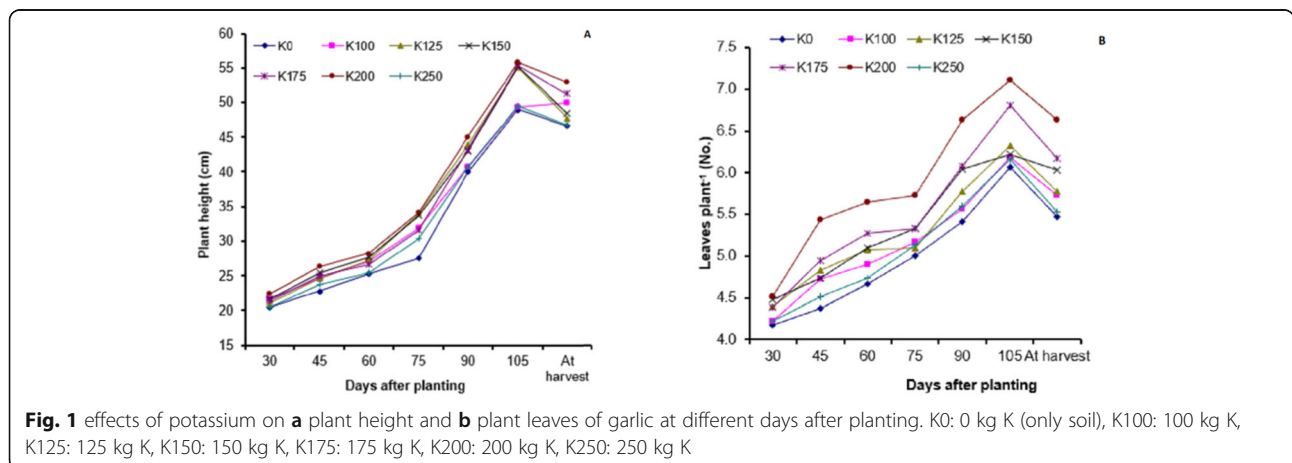 A
60
K0 K100 K125 K150
55
K175 K200 K250
50
45
40
35
30
25
20
15
Plant height (cm)
30 45 60 75 90 105 At harvest
Days after planting
B
K0 K100 K125 K150
7.5
K175 K200 K250
7.0
6.5
6.0
5.5
5.0
4.5
4.0
Leaves plant⁻¹ (No.)
30 45 60 75 90 105 At harvest
Days after planting
Fig. 1 effects of potassium on a plant height and b plant leaves of garlic at different days after planting. K0: 0 kg K (only soil), K100: 100 kg K,
K125: 125 kg K, K150: 150 kg K, K175: 175 kg K, K200: 200 kg K, K250: 250 kg K